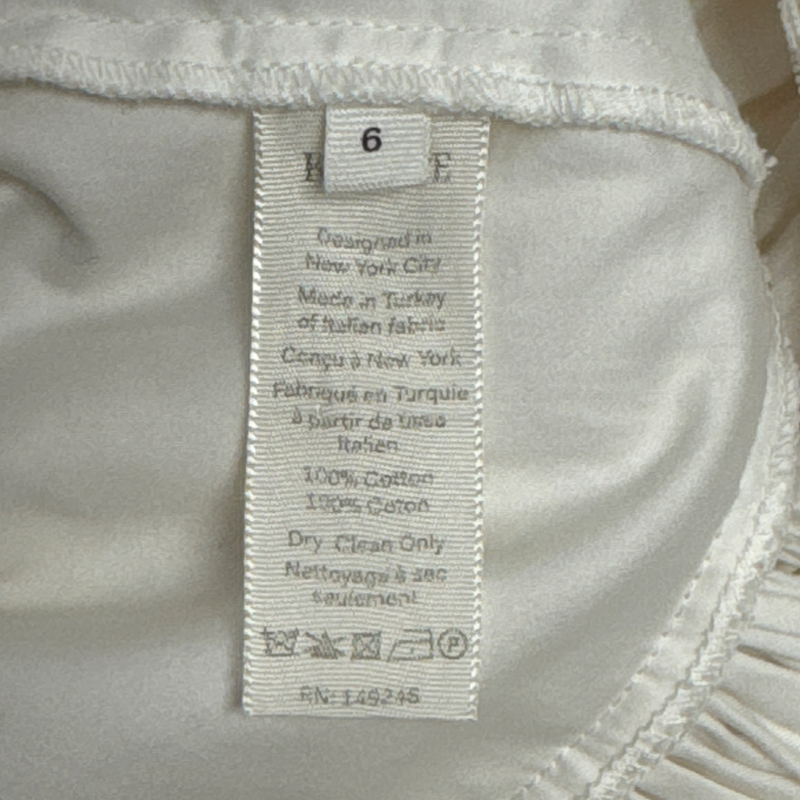 6
Designed in
New York City
Made in Turkey
of Italian fabric
Conçu à New York
Fabriqué en Turquie
à partir de tissu
Italien
100% Cotton
100% Coton
Dry Clean Only
Nettoyage à sec
seulement
P
RN: 149245